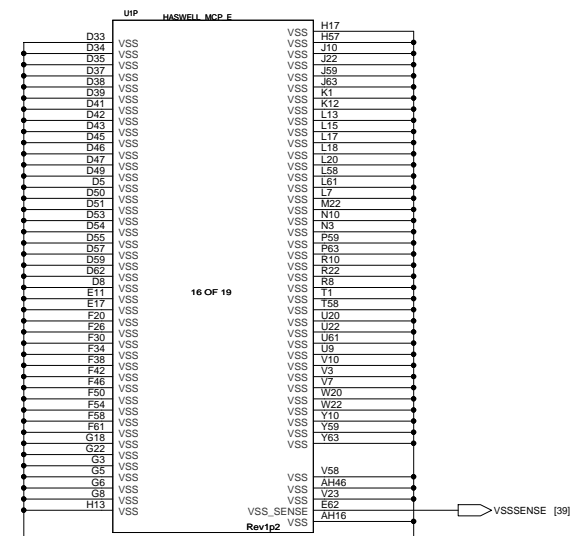 U1P HASWELL_MCP_E
VSS H17
D33 VSS VSS H57
D34 VSS VSS J10
D35 VSS VSS J22
D37 VSS VSS J59
D38 VSS VSS J63
D39 VSS VSS K1
D41 VSS VSS K12
D42 VSS VSS L13
D43 VSS VSS L15
D45 VSS VSS L17
D46 VSS VSS L18
D47 VSS VSS L20
D49 VSS VSS L58
D5 VSS VSS L61
D50 VSS VSS L7
D51 VSS VSS M22
D53 VSS VSS N10
D54 VSS VSS N3
D55 VSS VSS P59
D57 VSS VSS P63
D59 VSS VSS R10
D62 VSS VSS R22
D8 VSS VSS R8
E11 VSS 16 OF 19 VSS T1
E17 VSS VSS T58
F20 VSS VSS U20
F26 VSS VSS U22
F30 VSS VSS U61
F34 VSS VSS U9
F38 VSS VSS V10
F42 VSS VSS V3
F46 VSS VSS V7
F50 VSS VSS W20
F54 VSS VSS W22
F58 VSS VSS Y10
F61 VSS VSS Y59
G18 VSS VSS Y63
G22 VSS
G3 VSS
G5 VSS VSS V58
G6 VSS VSS AH46
G8 VSS VSS V23
H13 VSS VSS_SENSE E62 VSSSENSE [39]
VSS AH16
Rev1p2